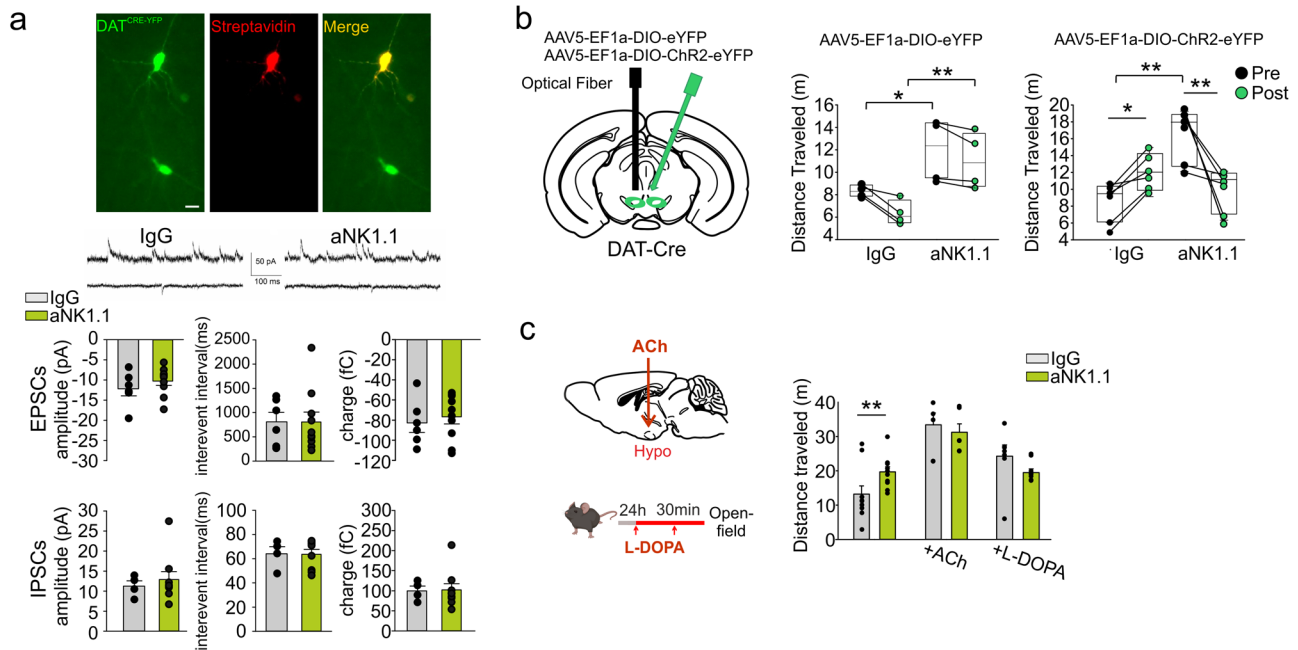 a
DAT^CRE-YFP
Streptavidin
Merge
IgG
aNK1.1
50 pA
100 ms
IgG
aNK1.1
EPSCs
amplitude (pA)
0
-5
-10
-15
-20
-25
-30
interevent interval(ms)
2500
2000
1500
1000
500
0
charge (fC)
0
-20
-40
-60
-80
-100
-120
IPSCs
amplitude (pA)
30
25
20
15
10
5
0
interevent interval(ms)
100
80
60
40
20
0
charge (fC)
300
250
200
150
100
50
0
b
AAV5-EF1a-DIO-eYFP
AAV5-EF1a-DIO-ChR2-eYFP
Optical Fiber
DAT-Cre
AAV5-EF1a-DIO-eYFP
Distance Traveled (m)
16
14
12
10
8
6
4
*
**
IgG
aNK1.1
AAV5-EF1a-DIO-ChR2-eYFP
Distance Traveled (m)
20
18
16
14
12
10
8
6
4
**
*
**
Pre
Post
IgG
aNK1.1
c
ACh
Hypo
24h
30min
Open-
field
L-DOPA
IgG
aNK1.1
Distance traveled (m)
40
30
20
10
0
**
+ACh
+L-DOPA